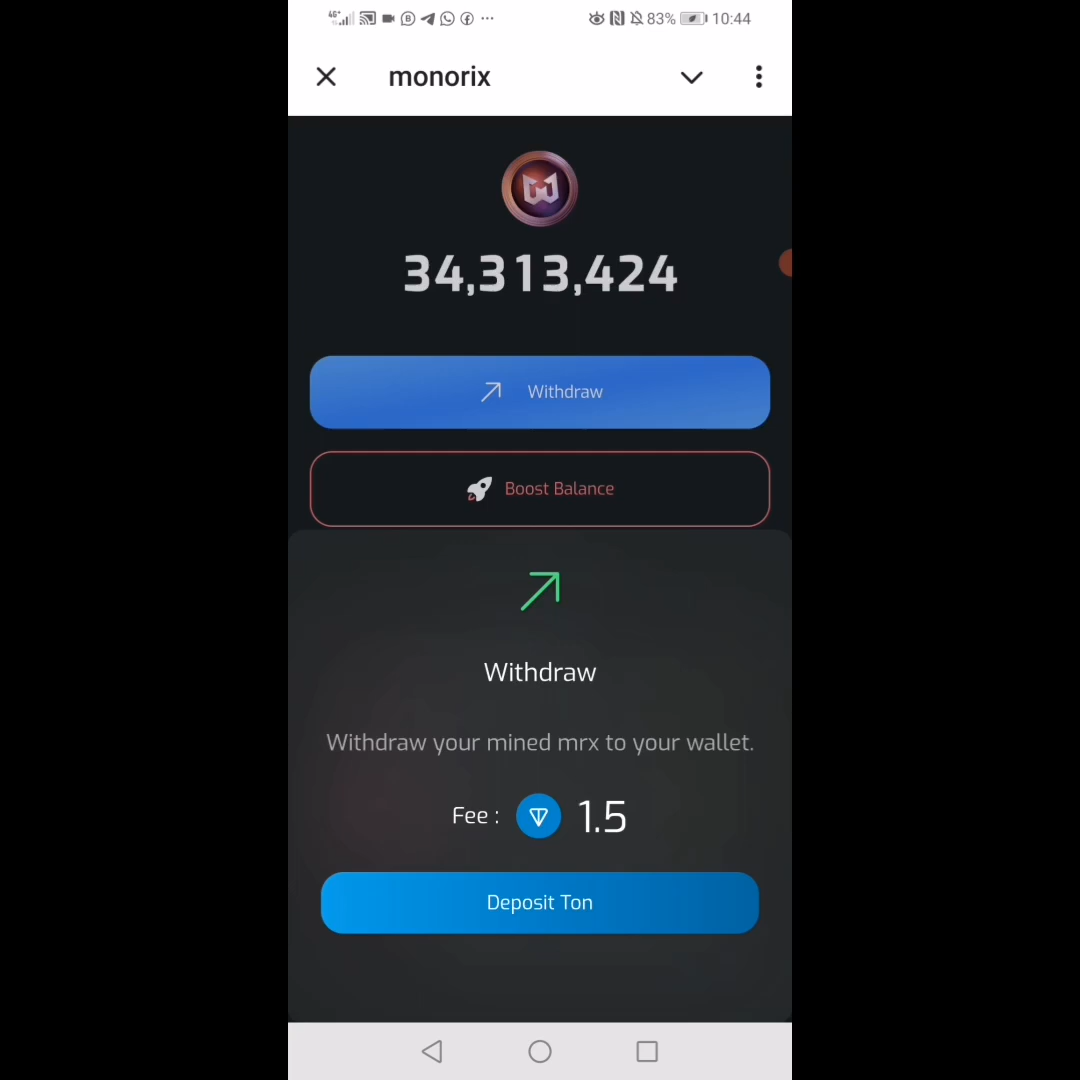 4G+ 83% 10:44
monorix
34,313,424
Withdraw
Boost Balance
Withdraw
Withdraw your mined mrx to your wallet.
Fee : 1.5
Deposit Ton